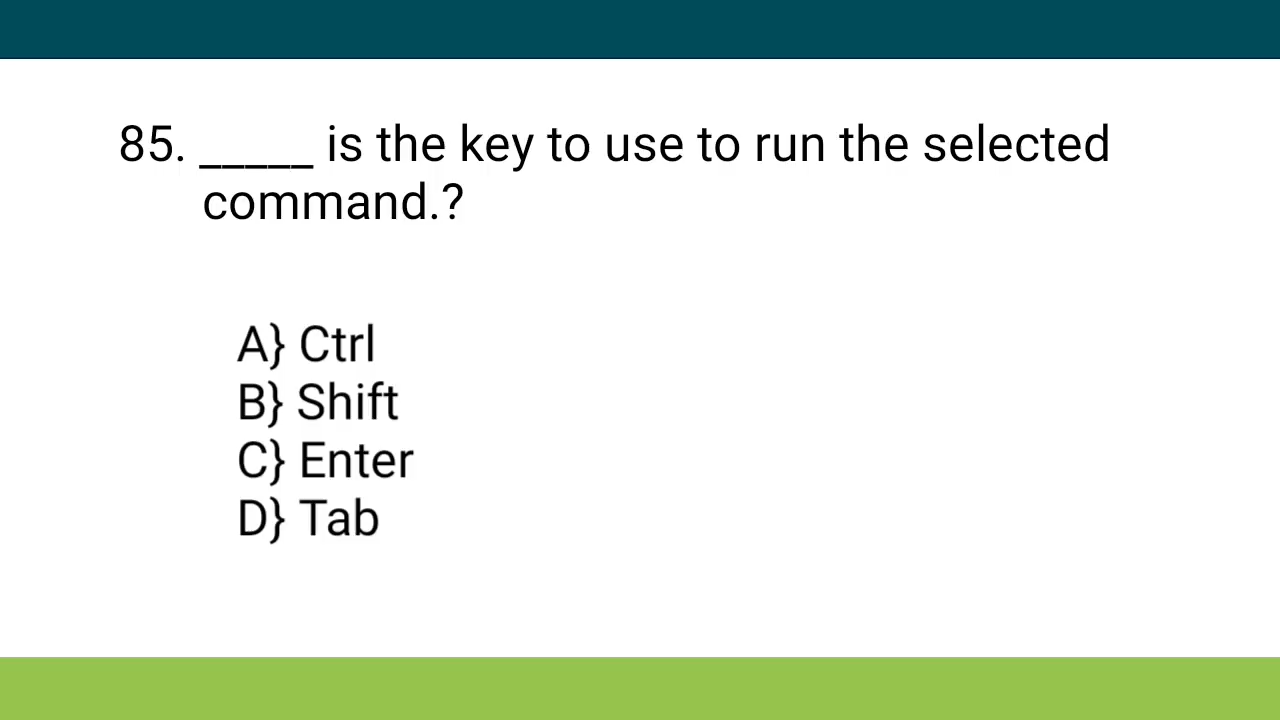 85. _____ is the key to use to run the selected
command.?
A} Ctrl
B} Shift
C} Enter
D} Tab